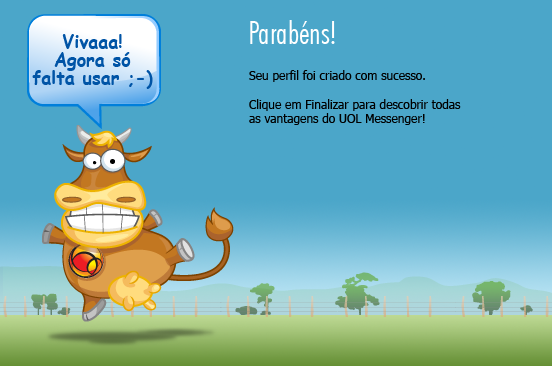 Vivaaa!
Agora só
falta usar ;-)
Parabéns!
Seu perfil foi criado com sucesso.
Clique em Finalizar para descobrir todas
as vantagens do UOL Messenger!